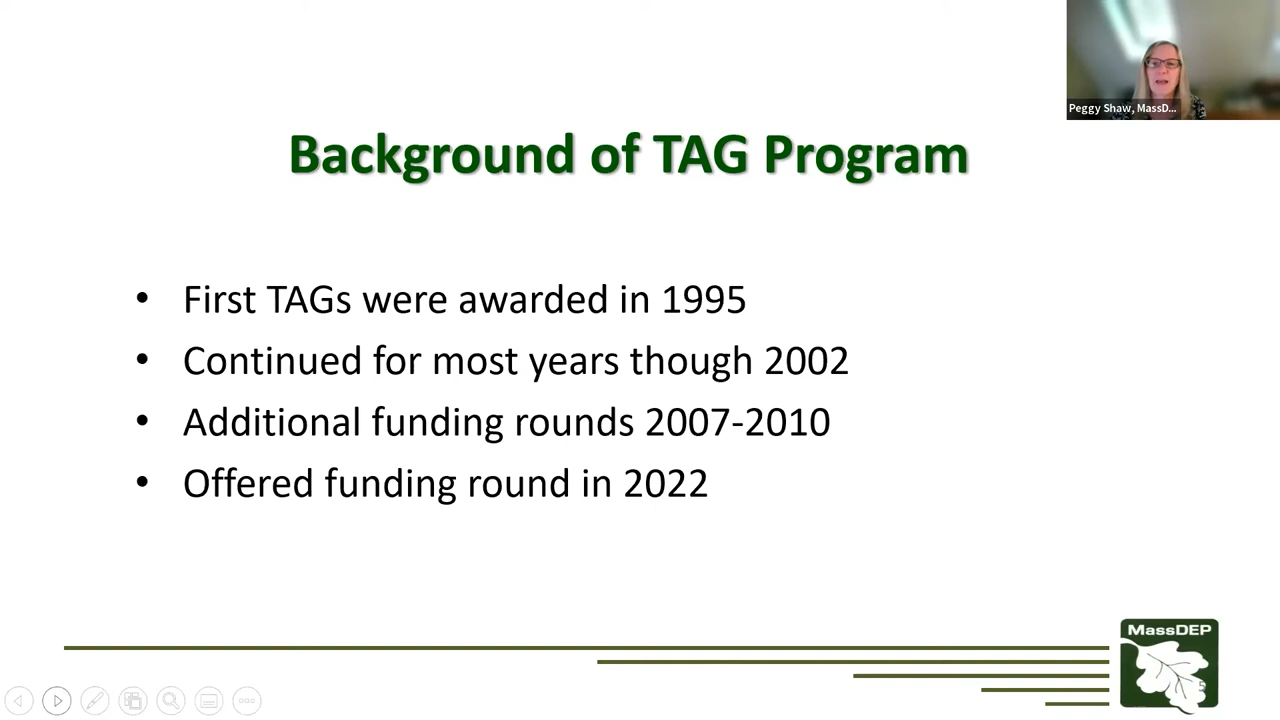 Peggy Shaw, MassD...
Background of TAG Program
• First TAGs were awarded in 1995
• Continued for most years though 2002
• Additional funding rounds 2007-2010
• Offered funding round in 2022
MassDEP